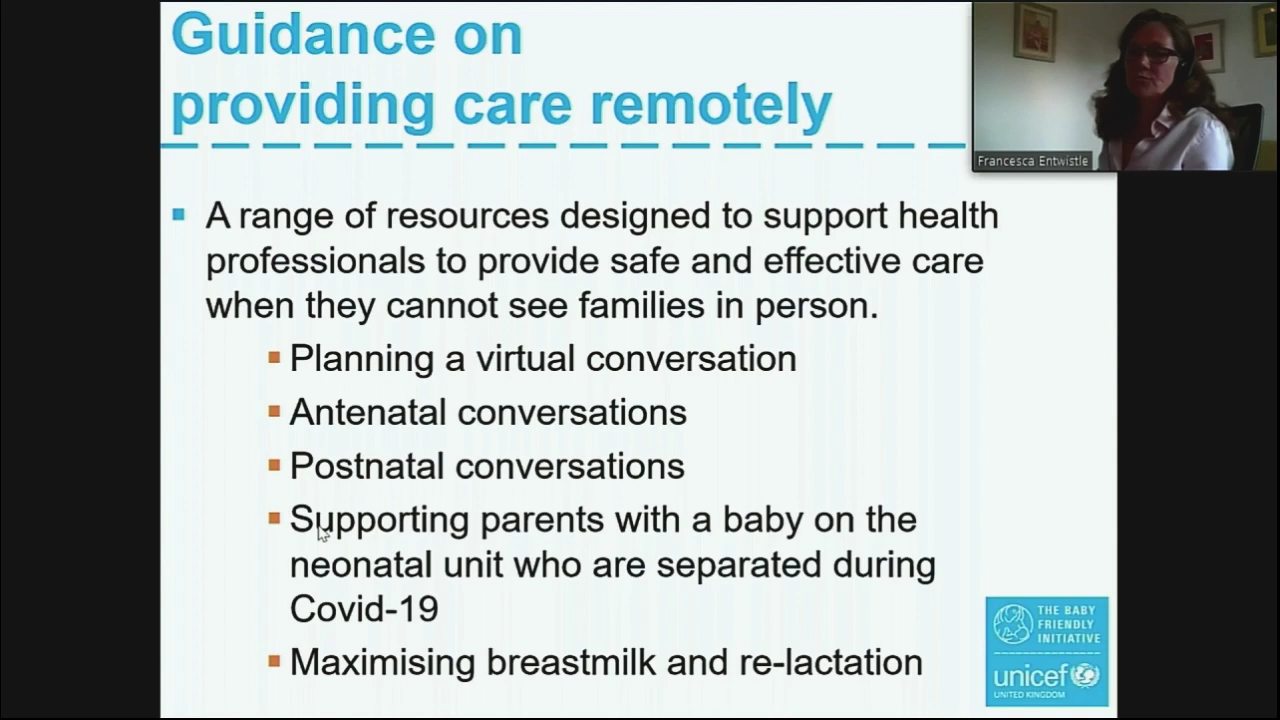 Guidance on
providing care remotely
Francesca Entwistle
A range of resources designed to support health
professionals to provide safe and effective care
when they cannot see families in person.
Planning a virtual conversation
Antenatal conversations
Postnatal conversations
Supporting parents with a baby on the
neonatal unit who are separated during
Covid-19
Maximising breastmilk and re-lactation
THE BABY
FRIENDLY
INITIATIVE
unicef
UNITED KINGDOM